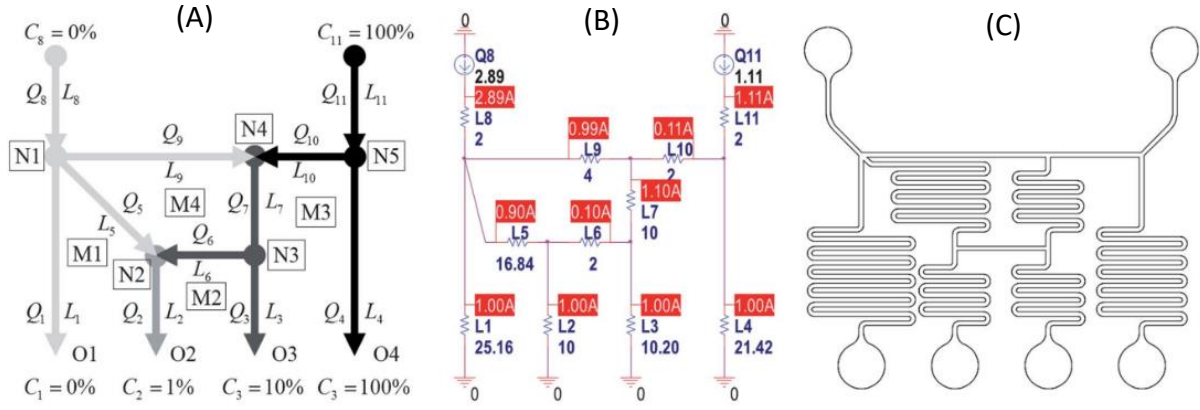 (A)
C₈ = 0%
C₁₁ = 100%
Q₈ L₈
Q₁₁ L₁₁
Q₉ N4 Q₁₀
N1
N5
L₉ L₁₀
Q₅ M4 Q₇ L₇ M3
L₅ Q₆
M1 N2 N3
L₆
M2
Q₁ L₁ Q₂ L₂ Q₃ L₃ Q₄ L₄
O1 O2 O3 O4
C₁ = 0% C₂ = 1% C₃ = 10% C₃ = 100%
(B)
0 0
Q8 Q11
2.89 1.11
2.89A 1.11A
L8 L11
2 2
0.99A 0.11A
L9 L10
4 2
1.10A
L7
10
0.90A 0.10A
L5 L6
16.84 2
1.00A 1.00A 1.00A 1.00A
L1 L2 L3 L4
25.16 10 10.20 21.42
0 0 0 0
(C)